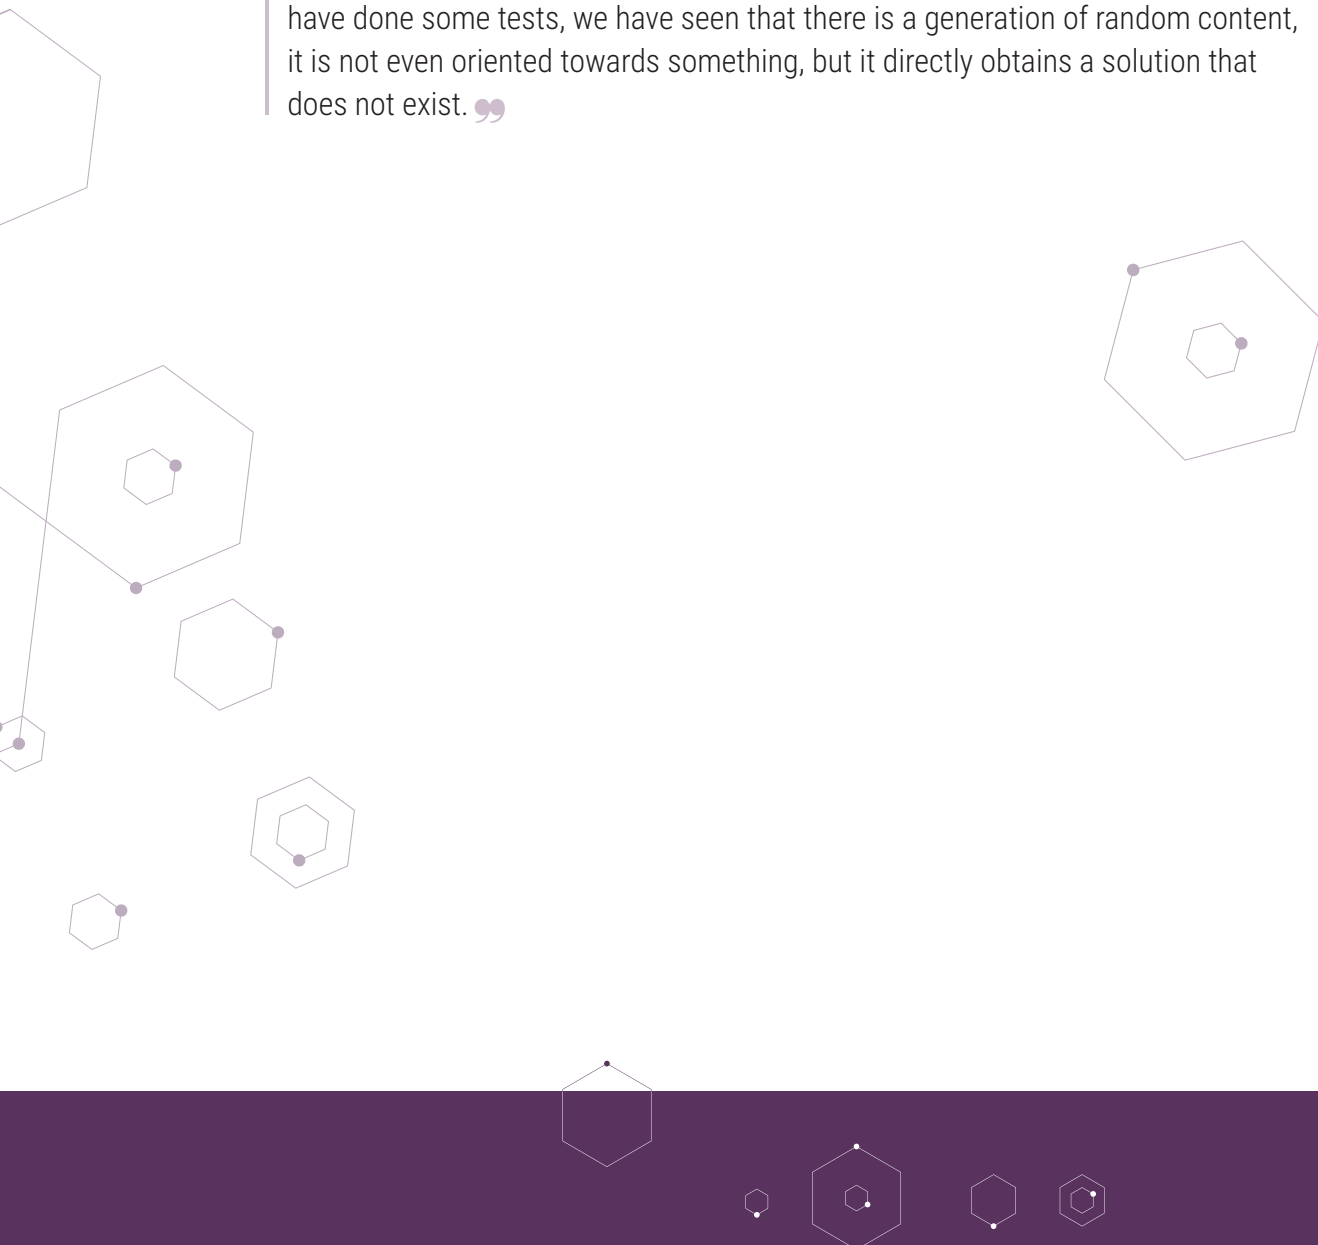 have done some tests, we have seen that there is a generation of random content,
it is not even oriented towards something, but it directly obtains a solution that
does not exist. ❞